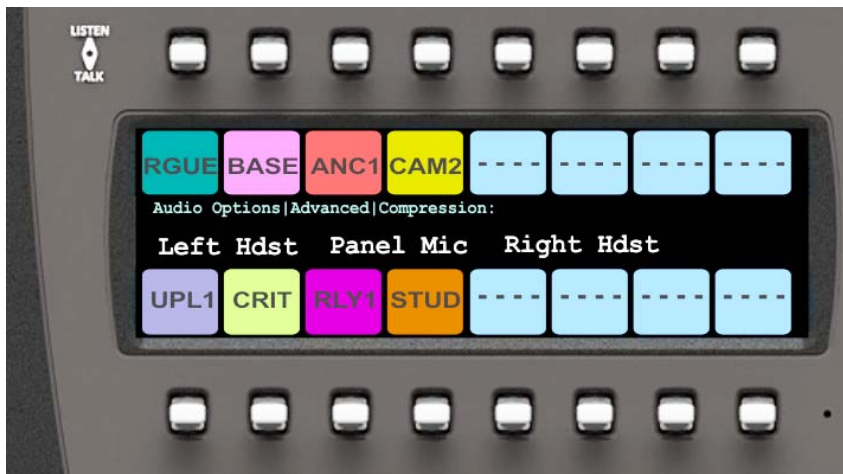 LISTEN
TALK
RGUE BASE ANC1 CAM2 ---- ---- ---- ----
Audio Options|Advanced|Compression:
Left Hdst Panel Mic Right Hdst
UPL1 CRIT RLY1 STUD ---- ---- ---- ----